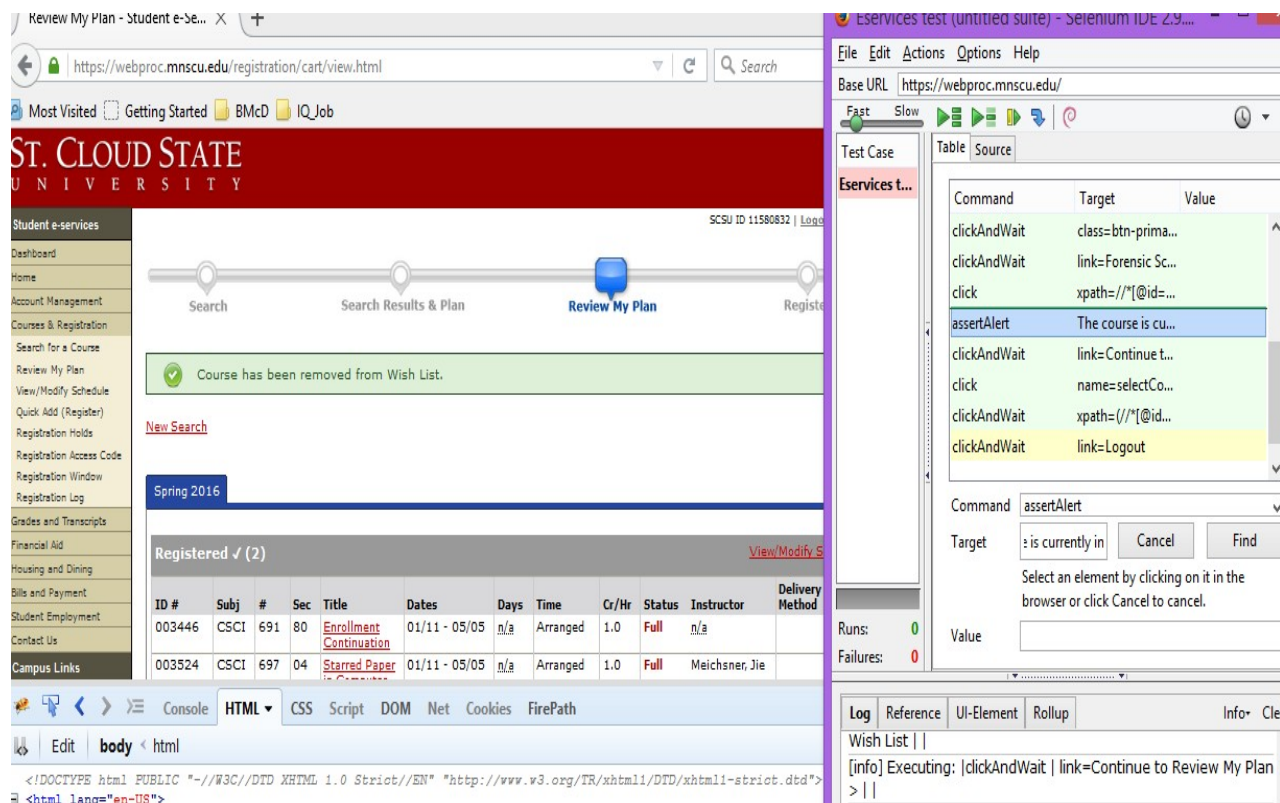 Review My Plan - Student e-Se...
https://webproc.mnscu.edu/registration/cart/view.html
Search
Most Visited Getting Started BMcD IQ_Job
ST. CLOUD STATE
UNIVERSITY
SCSU ID 11580832 | Logo
Student e-services
Dashboard
Home
Account Management
Courses & Registration
Search for a Course
Review My Plan
View/Modify Schedule
Quick Add (Register)
Registration Holds
Registration Access Code
Registration Window
Registration Log
Grades and Transcripts
Financial Aid
Housing and Dining
Bills and Payment
Student Employment
Contact Us
Campus Links
Search Search Results & Plan Review My Plan Registe
Course has been removed from Wish List.
New Search
Spring 2016
Registered ✓ (2) View/Modify S
ID # Subj # Sec Title Dates Days Time Cr/Hr Status Instructor Delivery Method
003446 CSCI 691 80 Enrollment Continuation 01/11 - 05/05 n/a Arranged 1.0 Full n/a
003524 CSCI 697 04 Starred Paper in Computer 01/11 - 05/05 n/a Arranged 1.0 Full Meichsner, Jie
Console HTML CSS Script DOM Net Cookies FirePath
Edit body < html
<!DOCTYPE html PUBLIC "-//W3C//DTD XHTML 1.0 Strict//EN" "http://www.w3.org/TR/xhtml1/DTD/xhtml1-strict.dtd">
<html lang="en-US">
Eservices test (untitled suite) - Selenium IDE 2.9....
File Edit Actions Options Help
Base URL https://webproc.mnscu.edu/
Fast Slow
Test Case
Eservices t...
Table Source
Command Target Value
clickAndWait class=btn-prima...
clickAndWait link=Forensic Sc...
click xpath=//*[@id=...
assertAlert The course is cu...
clickAndWait link=Continue t...
click name=selectCo...
clickAndWait xpath=(//*[@id...
clickAndWait link=Logout
Command assertAlert
Target is currently in Cancel Find
Select an element by clicking on it in the
browser or click Cancel to cancel.
Value
Runs: 0
Failures: 0
Log Reference UI-Element Rollup Info Cle
Wish List | |
[info] Executing: |clickAndWait | link=Continue to Review My Plan
> | |